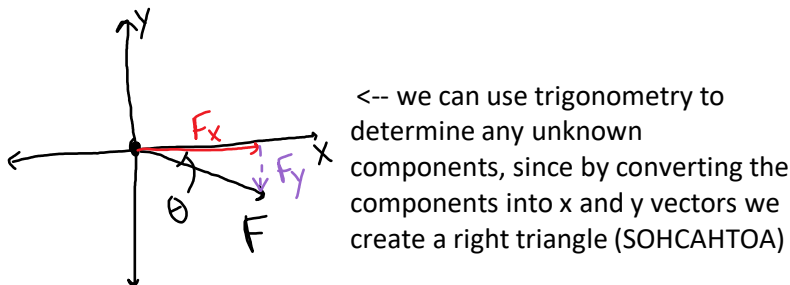 y
<-- we can use trigonometry to
determine any unknown
components, since by converting the
components into x and y vectors we
create a right triangle (SOHCAHTOA)
Fx
x
Fy
θ
F